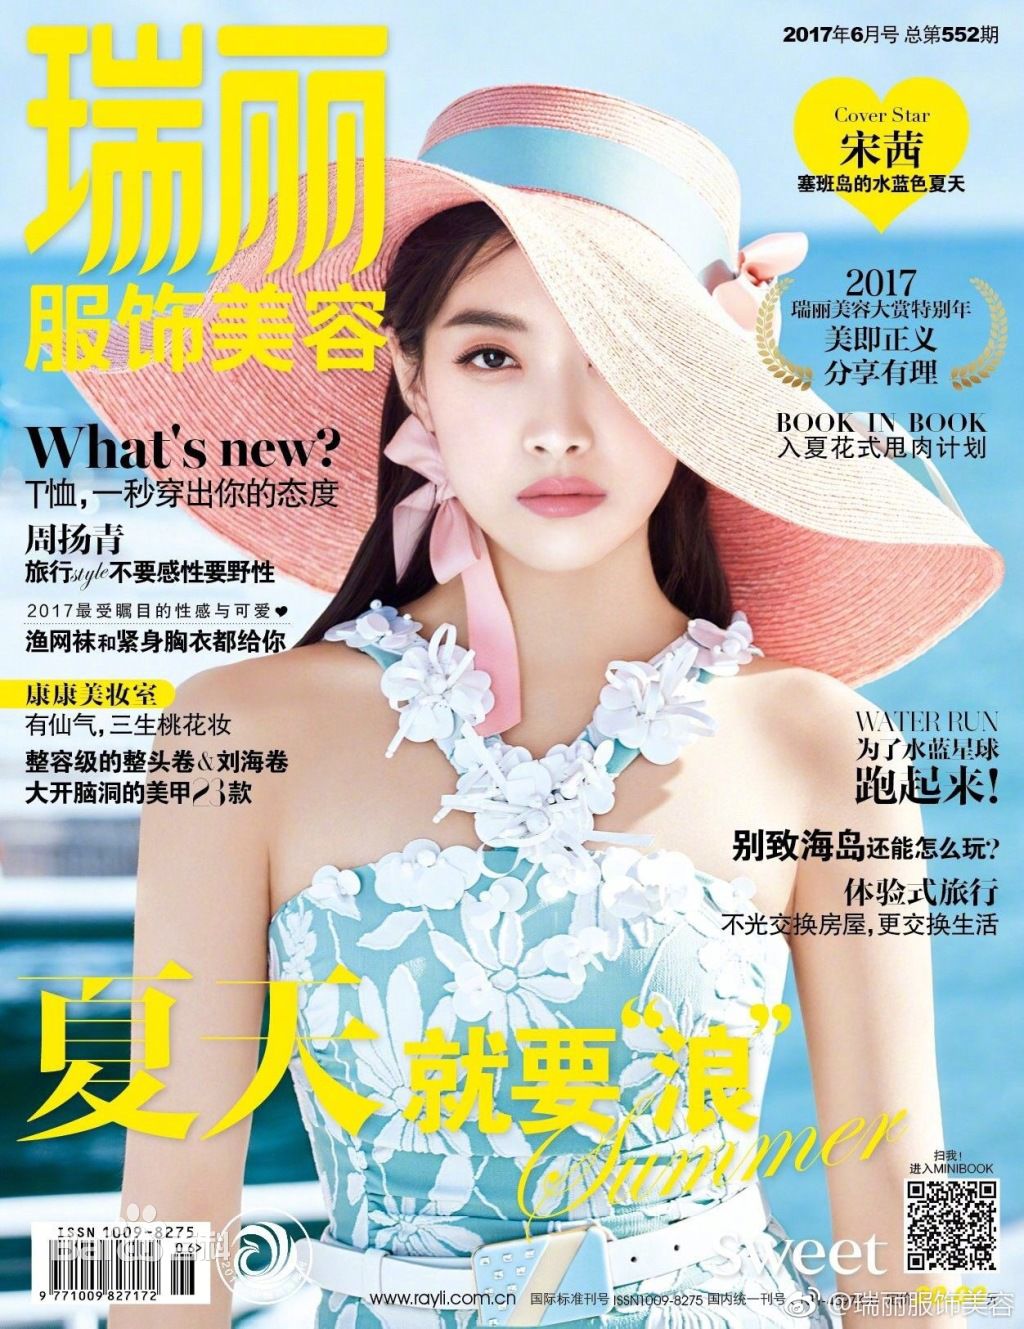 瑞丽
服饰美容
2017年6月号 总第552期
Cover Star
宋茜
塞班岛的水蓝色夏天
2017
瑞丽美容大赏特别年
美即正义
分享有理
BOOK IN BOOK
入夏花式甩肉计划
What's new?
T恤,一秒穿出你的态度
周扬青
旅行style不要感性要野性
2017最受瞩目的性感与可爱♥
渔网袜和紧身胸衣都给你
康康美妆室
有仙气,三生桃花妆
整容级的整头卷&刘海卷
大开脑洞的美甲23款
WATER RUN
为了水蓝星球
跑起来!
别致海岛还能怎么玩?
体验式旅行
不光交换房屋,更交换生活
夏天就要“浪”
Summer
sweet
扫我!
进入MINIBOOK
ISSN 1009-8275
06>
9 771009 827172
www.rayli.com.cn 国际标准刊号 ISSN1009-8275 国内统一刊号
@瑞丽服饰美容